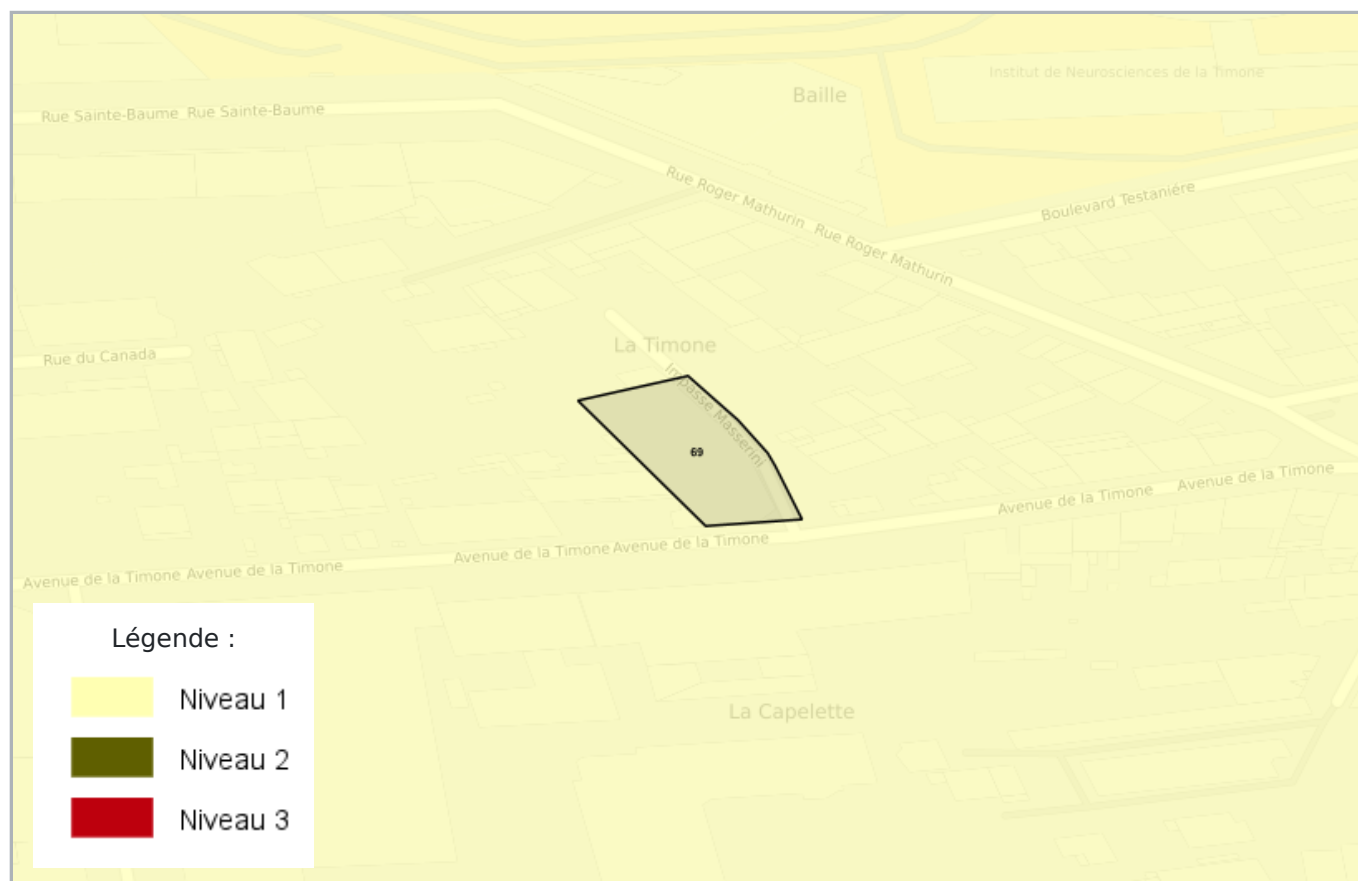 Institut de Neurosciences de la Timone
Baille
Rue Sainte-Baume Rue Sainte-Baume
Rue Roger Mathurin Rue Roger Mathurin
Boulevard Testaniére
La Timone
Rue du Canada
Impasse Masserini
69
Avenue de la Timone Avenue de la Timone
Avenue de la Timone Avenue de la Timone
Avenue de la Timone Avenue de la Timone
Légende :
Niveau 1
Niveau 2
Niveau 3
La Capelette